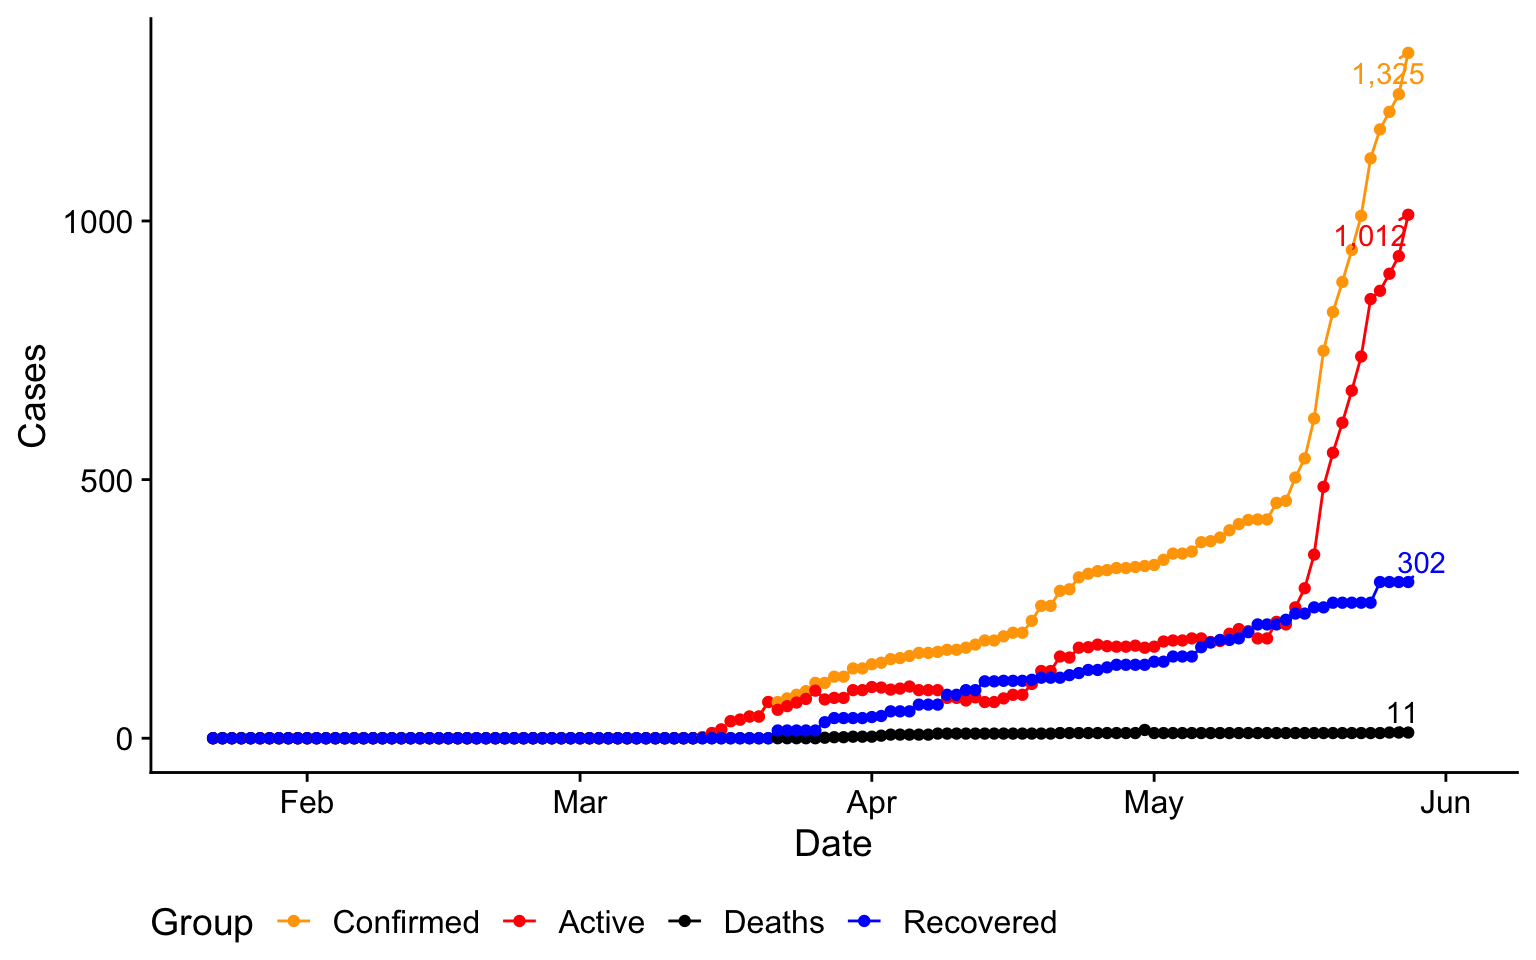 1,325
1000
1,012
Cases
500
302
11
0
Feb Mar Apr May Jun
Date
Group Confirmed Active Deaths Recovered